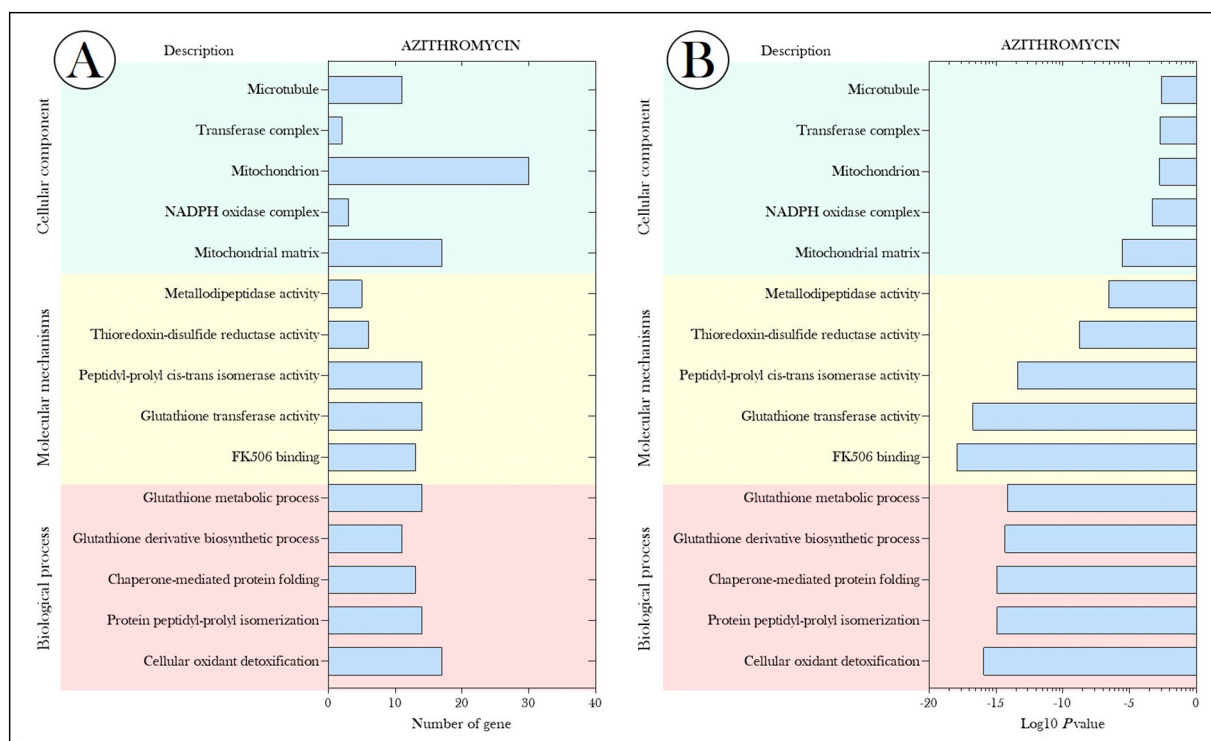 A
Description
AZITHROMYCIN
Cellular component
Microtubule
Transferase complex
Mitochondrion
NADPH oxidase complex
Mitochondrial matrix
Molecular mechanisms
Metallodipeptidase activity
Thioredoxin-disulfide reductase activity
Peptidyl-prolyl cis-trans isomerase activity
Glutathione transferase activity
FK506 binding
Biological process
Glutathione metabolic process
Glutathione derivative biosynthetic process
Chaperone-mediated protein folding
Protein peptidyl-prolyl isomerization
Cellular oxidant detoxification
0 10 20 30 40
Number of gene
B
Description
AZITHROMYCIN
Cellular component
Microtubule
Transferase complex
Mitochondrion
NADPH oxidase complex
Mitochondrial matrix
Molecular mechanisms
Metallodipeptidase activity
Thioredoxin-disulfide reductase activity
Peptidyl-prolyl cis-trans isomerase activity
Glutathione transferase activity
FK506 binding
Biological process
Glutathione metabolic process
Glutathione derivative biosynthetic process
Chaperone-mediated protein folding
Protein peptidyl-prolyl isomerization
Cellular oxidant detoxification
-20 -15 -10 -5 0
Log10 P value